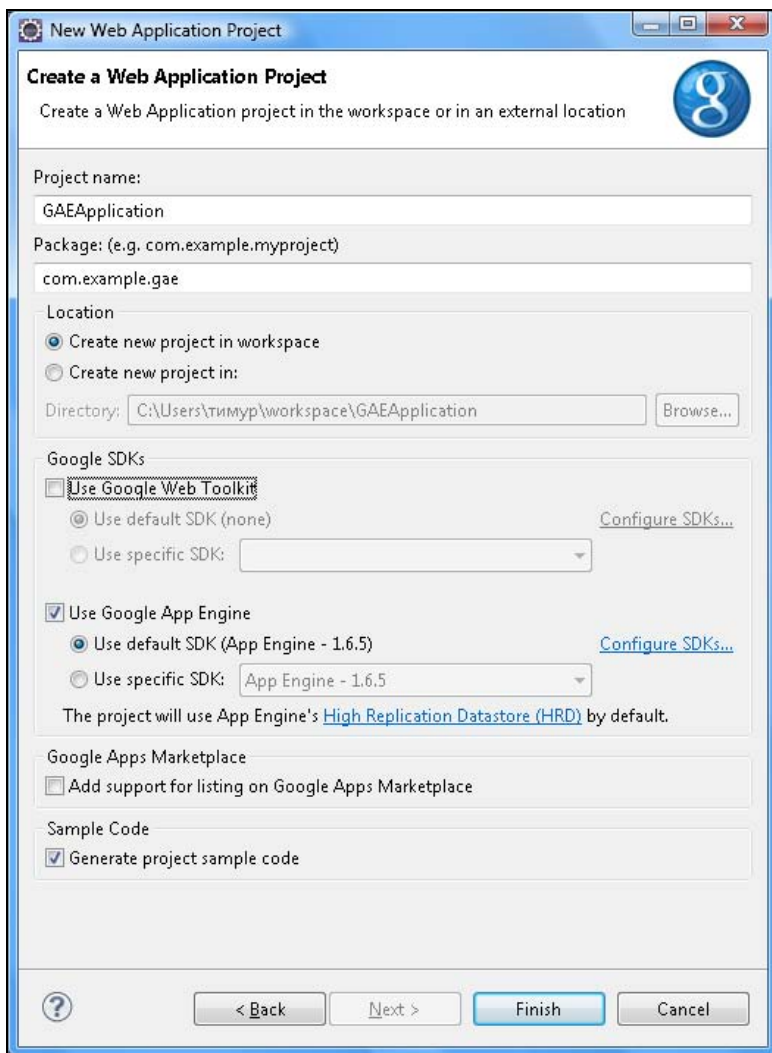 New Web Application Project
Create a Web Application Project
Create a Web Application project in the workspace or in an external location
Project name:
GAEApplication
Package: (e.g. com.example.myproject)
com.example.gae
Location
Create new project in workspace
Create new project in:
Directory: C:\Users\тимур\workspace\GAEApplication Browse...
Google SDKs
Use Google Web Toolkit
Use default SDK (none) Configure SDKs...
Use specific SDK:
Use Google App Engine
Use default SDK (App Engine - 1.6.5) Configure SDKs...
Use specific SDK: App Engine - 1.6.5
The project will use App Engine's High Replication Datastore (HRD) by default.
Google Apps Marketplace
Add support for listing on Google Apps Marketplace
Sample Code
Generate project sample code
? < Back Next > Finish Cancel